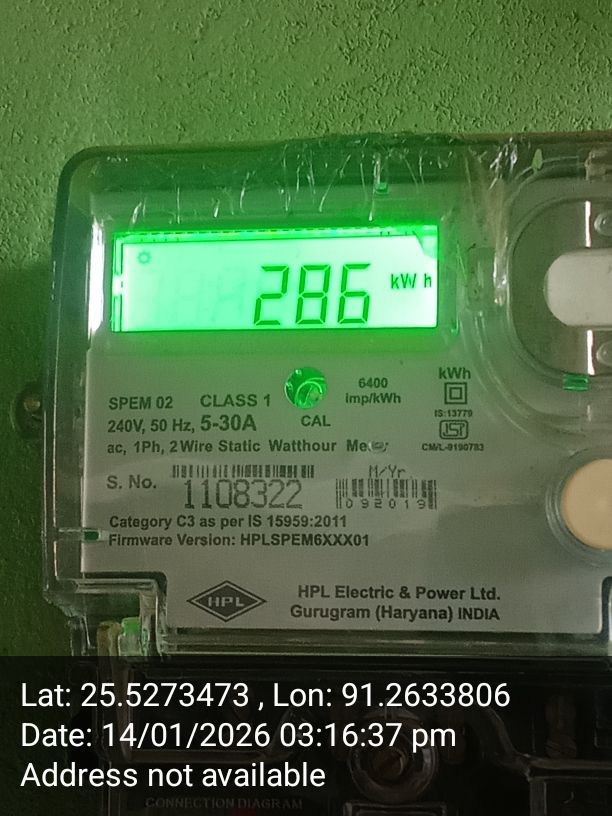 286 kWh
SPEM 02 CLASS 1
6400
imp/kWh
kWh
240V, 50 Hz, 5-30A
CAL
IS:13779
ac, 1Ph, 2Wire Static Watthour
CM/L-9190783
S. No. 1108322
M/Yr
092019
Category C3 as per IS 15959:2011
Firmware Version: HPLSPEM6XXX01
HPL
HPL Electric & Power Ltd.
Gurugram (Haryana) INDIA
Lat: 25.5273473 , Lon: 91.2633806
Date: 14/01/2026 03:16:37 pm
Address not available
CONNECTION DIAGRAM